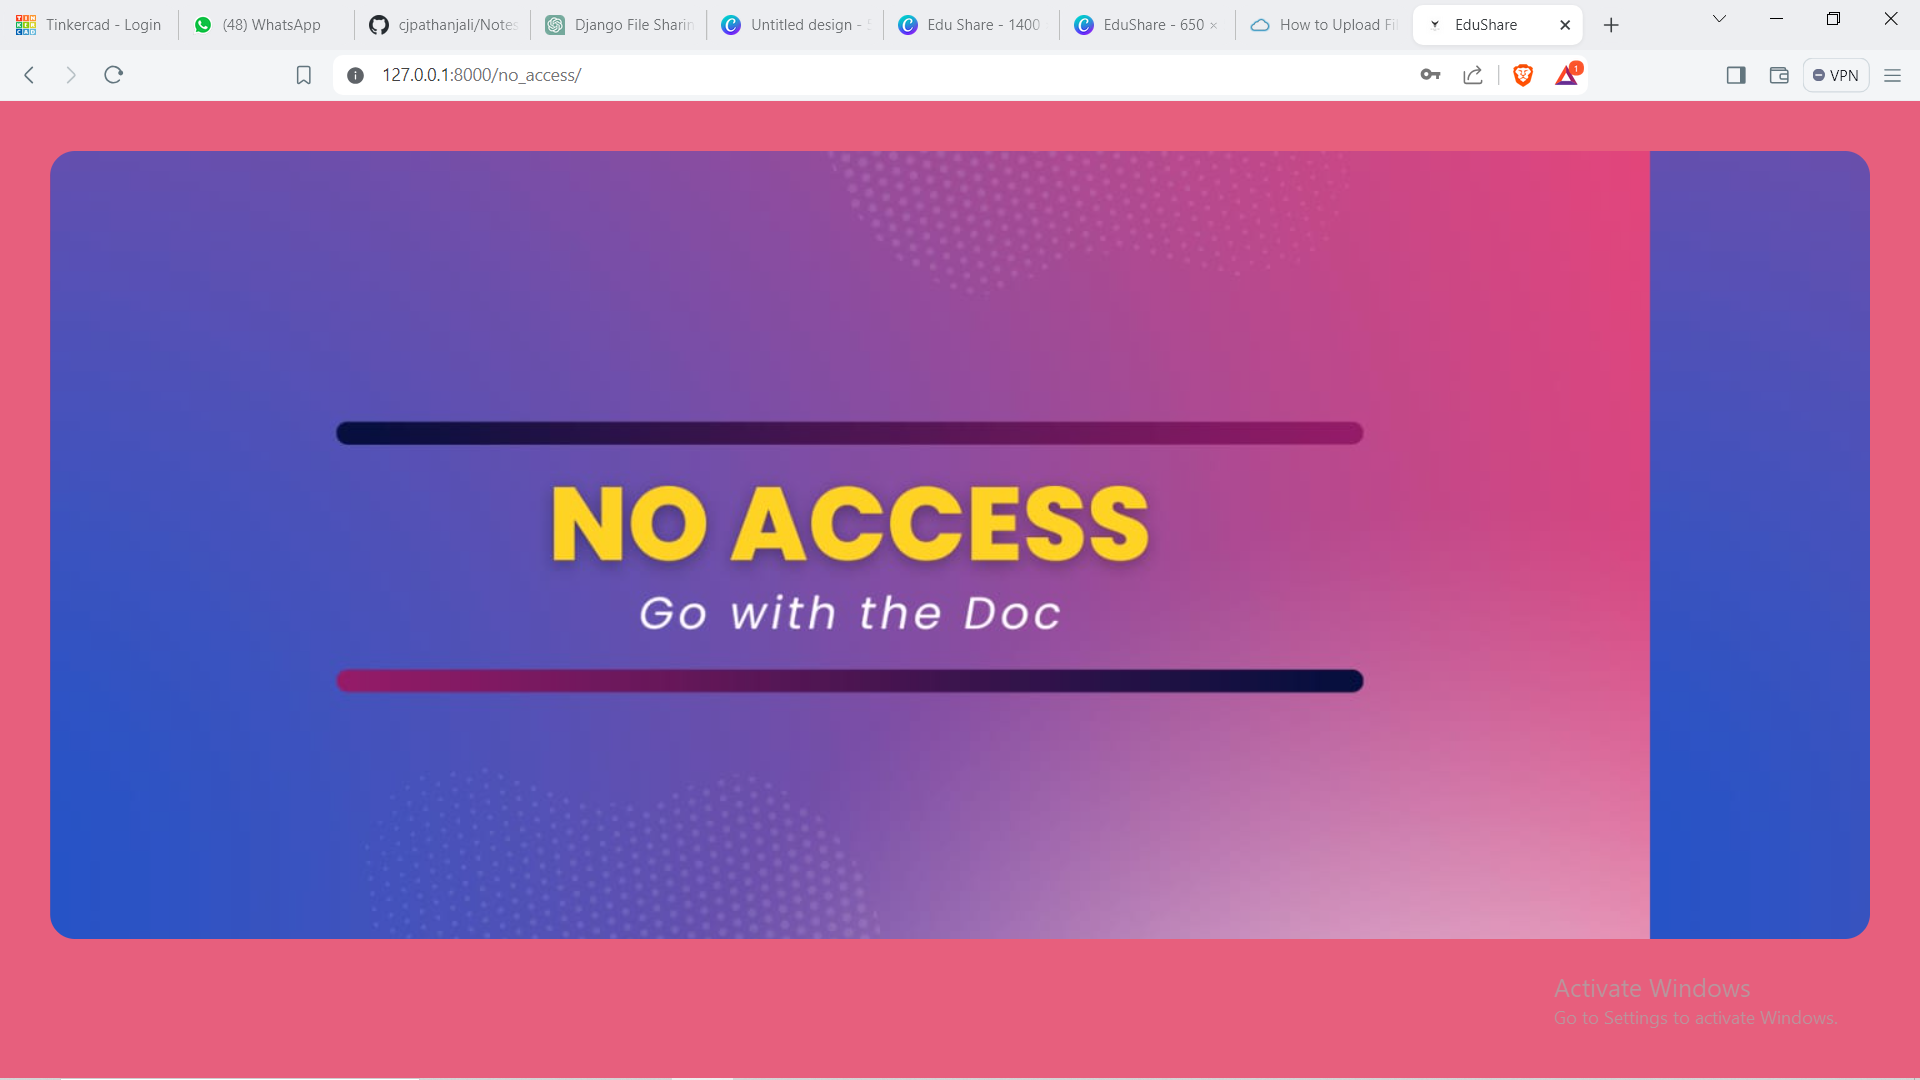 Tinkercad - Login
(48) WhatsApp
cjpathanjali/Notes
Django File Sharin
Untitled design - 5
Edu Share - 1400
EduShare - 650 ×
How to Upload Fi
EduShare
127.0.0.1:8000/no_access/
1
VPN
NO ACCESS
Go with the Doc
Activate Windows
Go to Settings to activate Windows.